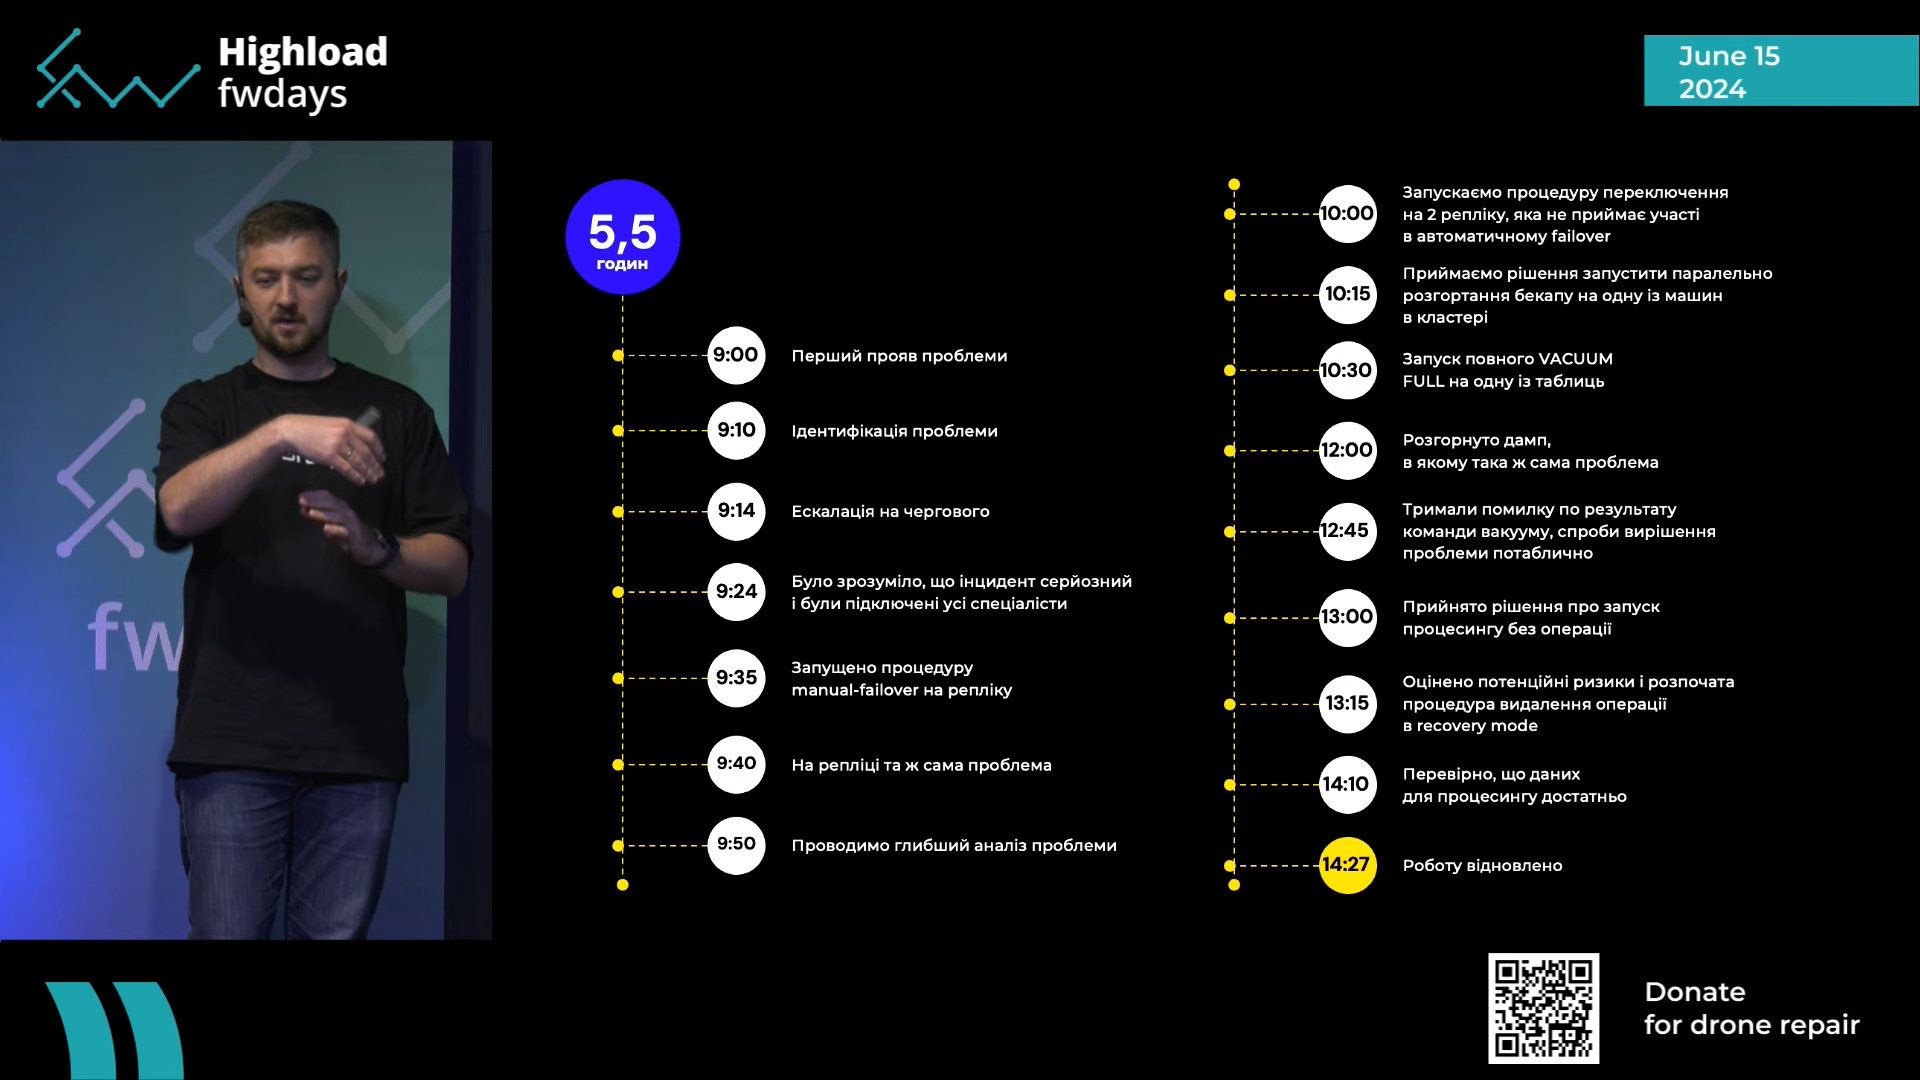 Highload
fwdays
June 15
2024
fw
5,5
годин
9:00
Перший прояв проблеми
9:10
Ідентифікація проблеми
9:14
Ескалація на чергового
9:24
Було зрозуміло, що інцидент серйозний
і були підключені усі спеціалісти
9:35
Запущено процедуру
manual-failover на репліку
9:40
На репліці та ж сама проблема
9:50
Проводимо глибший аналіз проблеми
10:00
Запускаємо процедуру переключення
на 2 репліку, яка не приймає участі
в автоматичному failover
10:15
Приймаємо рішення запустити паралельно
розгортання бекапу на одну із машин
в кластері
10:30
Запуск повного VACUUM
FULL на одну із таблиць
12:00
Розгорнуто дамп,
в якому така ж сама проблема
12:45
Тримали помилку по результату
команди вакууму, спроби вирішення
проблеми потаблично
13:00
Прийнято рішення про запуск
процесингу без операції
13:15
Оцінено потенційні ризики і розпочата
процедура видалення операції
в recovery mode
14:10
Перевірно, що даних
для процесингу достатньо
14:27
Роботу відновлено
Donate
for drone repair